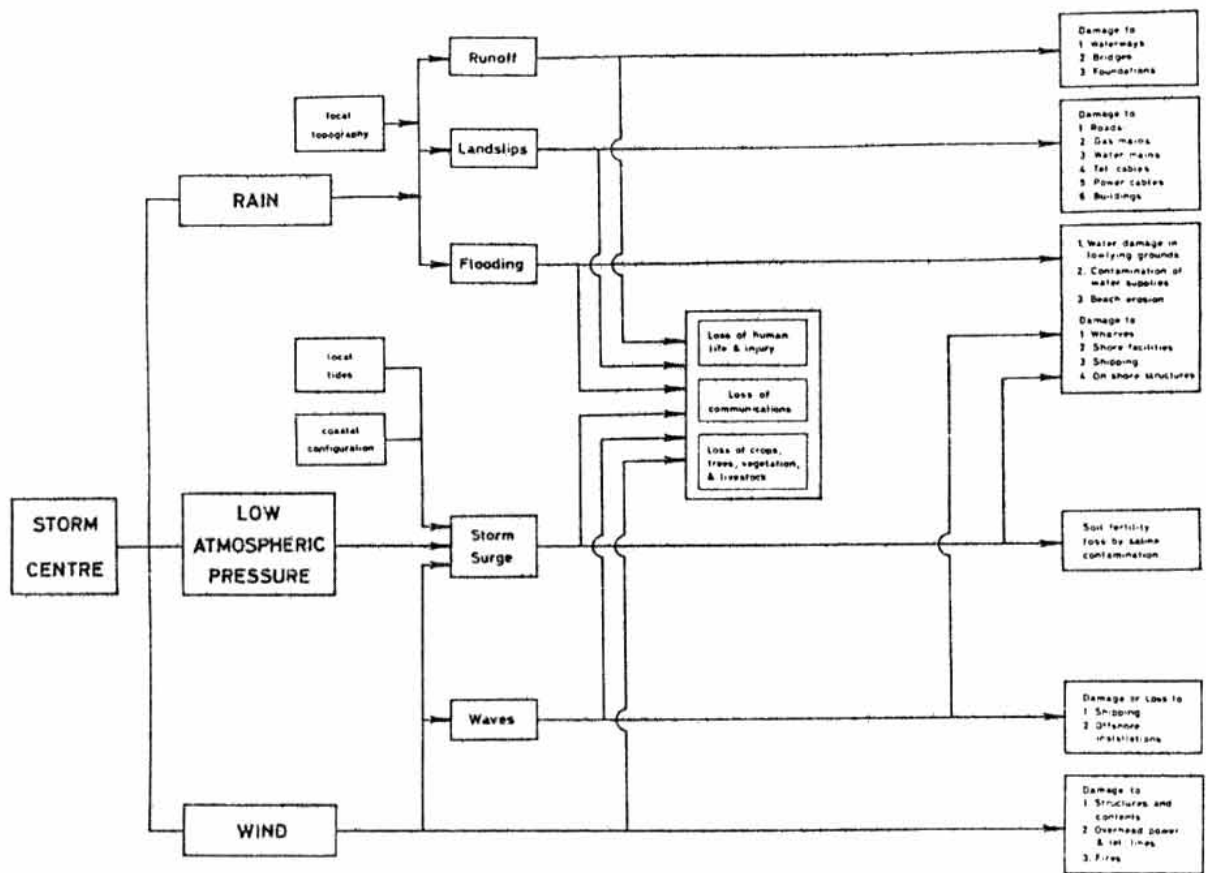 STORM
CENTRE
RAIN
LOW
ATMOSPHERIC
PRESSURE
WIND
local
topography
local
tides
coastal
configuration
Runoff
Landslips
Flooding
Storm
Surge
Waves
Loss of human
life & injury
Loss of
communications
Loss of crops,
trees, vegetation,
& livestock
Damage to
1 Waterways
2 Bridges
3 Foundations
Damage to
1 Roads
2 Gas mains
3 Water mains
4 Tel cables
5 Power cables
6 Buildings
1. Water damage in
lowlying grounds
2. Contamination of
water supplies
3 Beach erosion
Damage to
1 Wharves
2 Shore facilities
3 Shipping
4 On shore structures
Soil fertility
loss by saline
contamination
Damage or Loss to
1 Shipping
2 Offshore
installations
Damage to
1. Structures and
contents
2 Overhead power
& tel. lines
3. Fires